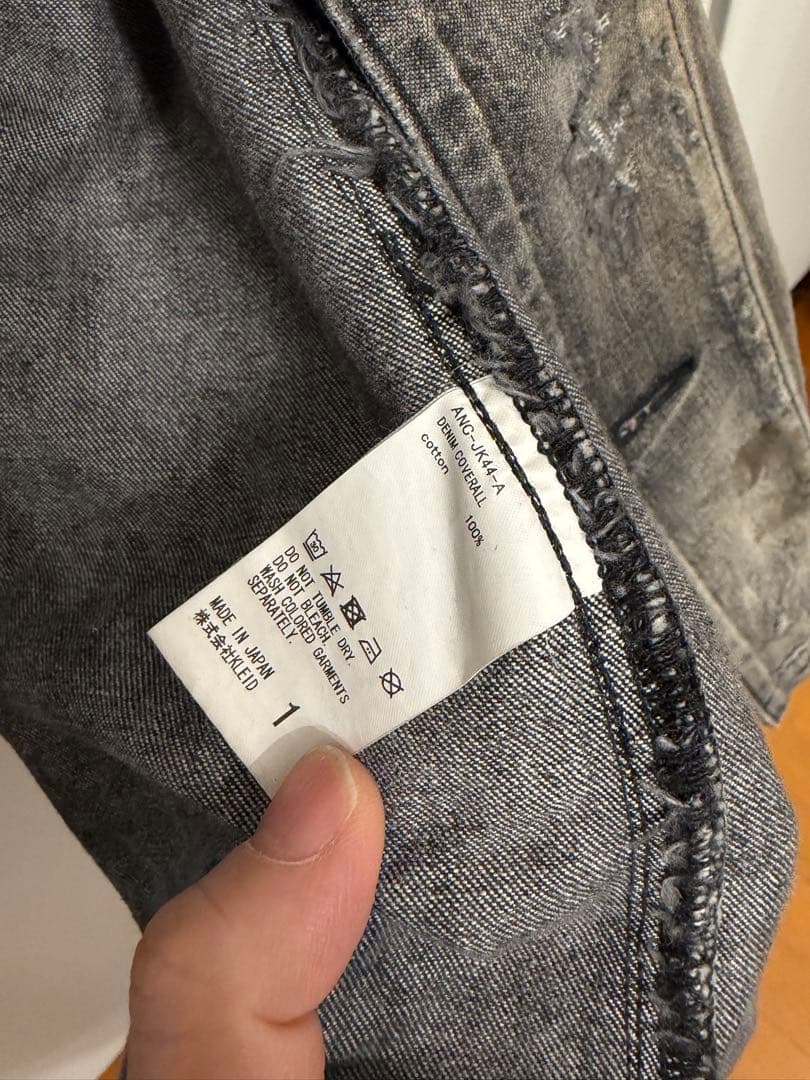 ANC-JK44-A
DENIM COVERALL
cotton 100%
30
DO NOT TUMBLE DRY.
DO NOT BLEACH.
WASH COLORED GARMENTS
SEPARATELY.
MADE IN JAPAN
株式会社KLEID
1